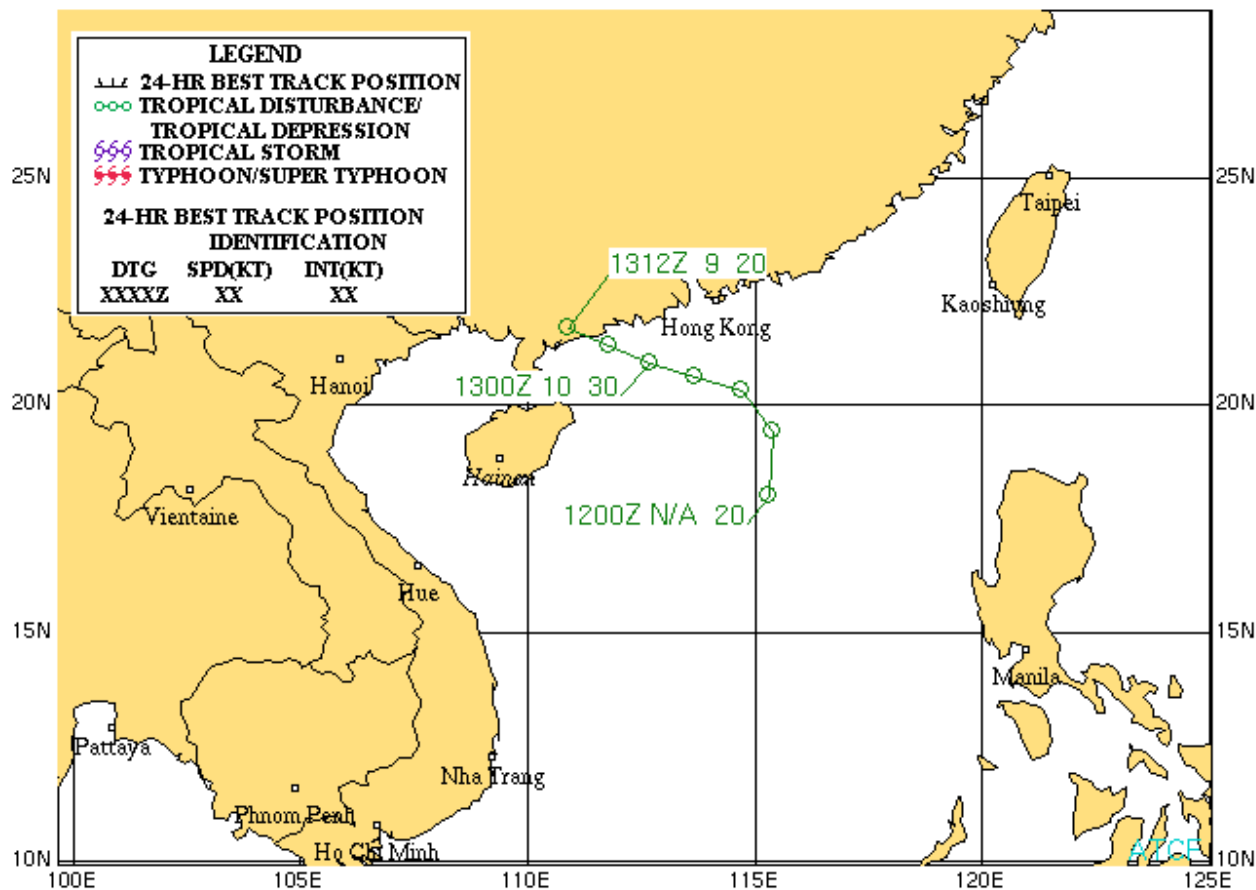 LEGEND
24-HR BEST TRACK POSITION
TROPICAL DISTURBANCE/
TROPICAL DEPRESSION
TROPICAL STORM
TYPHOON/SUPER TYPHOON
24-HR BEST TRACK POSITION
IDENTIFICATION
DTG SPD(KT) INT(KT)
XXXXZ XX XX
25N
25N
Taipei
1312Z 9 20
Kaoshiung
Hong Kong
Hanoi
1300Z 10 30
20N
20N
Hainan
1200Z N/A 20
Vientaine
Hue
15N
15N
Manila
Pattaya
Nha Trang
Phnom Penh
Ho Chi Minh
ATCF
10N
10N
100E 105E 110E 115E 120E 125E